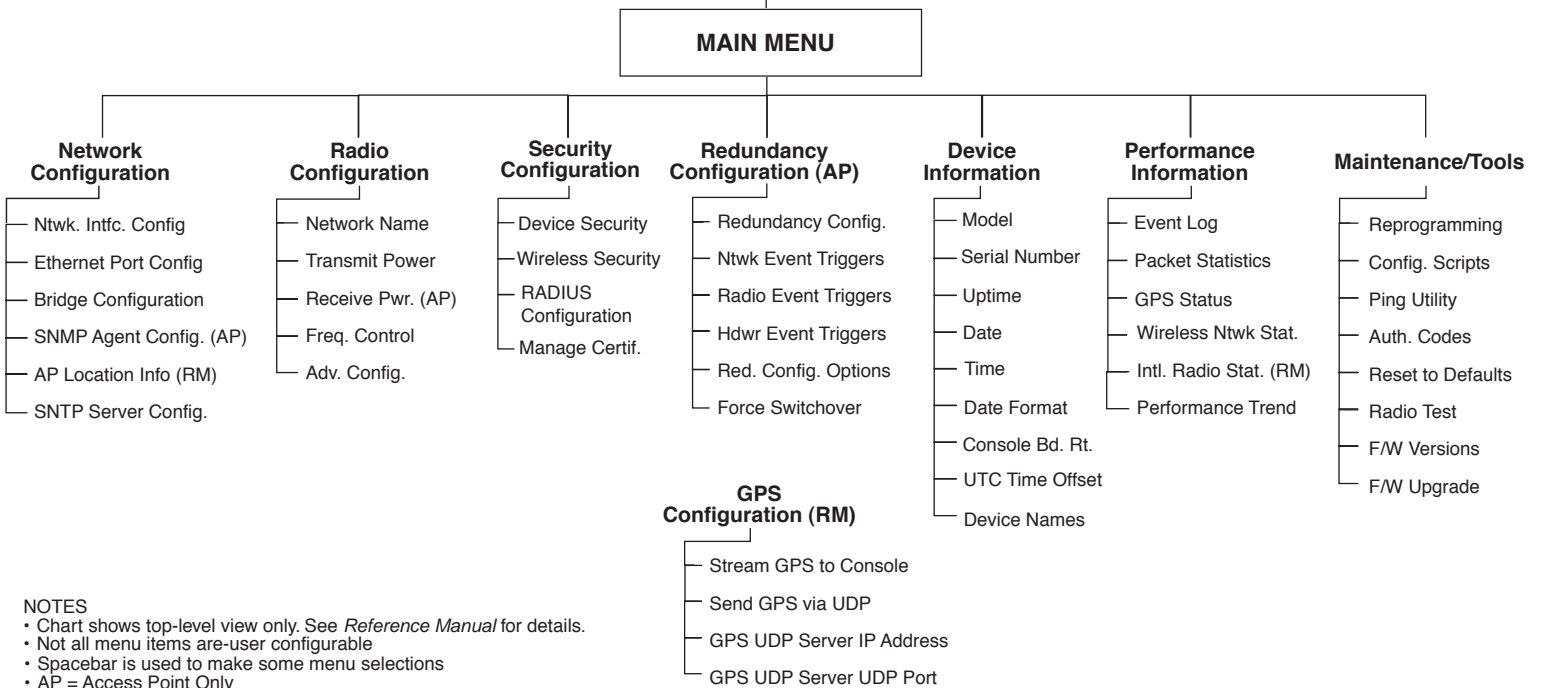 MAIN MENU
Network
Configuration
Ntwk. Intfc. Config
Ethernet Port Config
Bridge Configuration
SNMP Agent Config. (AP)
AP Location Info (RM)
SNTP Server Config.
Radio
Configuration
Network Name
Transmit Power
Receive Pwr. (AP)
Freq. Control
Adv. Config.
Security
Configuration
Device Security
Wireless Security
RADIUS
Configuration
Manage Certif.
Redundancy
Configuration (AP)
Redundancy Config.
Ntwk Event Triggers
Radio Event Triggers
Hdwr Event Triggers
Red. Config. Options
Force Switchover
GPS
Configuration (RM)
Stream GPS to Console
Send GPS via UDP
GPS UDP Server IP Address
GPS UDP Server UDP Port
Device
Information
Model
Serial Number
Uptime
Date
Time
Date Format
Console Bd. Rt.
UTC Time Offset
Device Names
Performance
Information
Event Log
Packet Statistics
GPS Status
Wireless Ntwk Stat.
Intl. Radio Stat. (RM)
Performance Trend
Maintenance/Tools
Reprogramming
Config. Scripts
Ping Utility
Auth. Codes
Reset to Defaults
Radio Test
F/W Versions
F/W Upgrade
NOTES
• Chart shows top-level view only. See Reference Manual for details.
• Not all menu items are-user configurable
• Spacebar is used to make some menu selections
• AP = Access Point Only